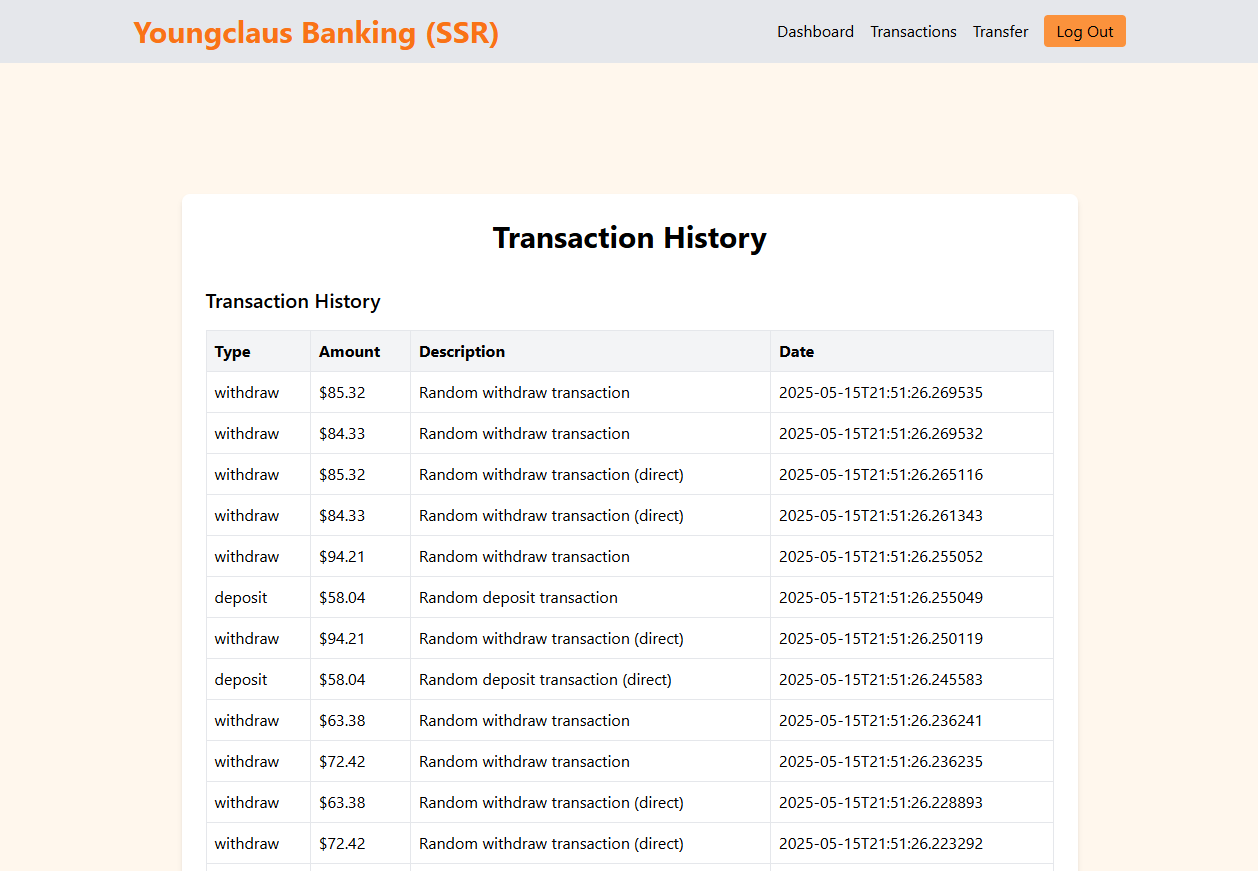 Youngclaus Banking (SSR) Dashboard Transactions Transfer Log Out
Transaction History
Transaction History
Type Amount Description Date
withdraw $85.32 Random withdraw transaction 2025-05-15T21:51:26.269535
withdraw $84.33 Random withdraw transaction 2025-05-15T21:51:26.269532
withdraw $85.32 Random withdraw transaction (direct) 2025-05-15T21:51:26.265116
withdraw $84.33 Random withdraw transaction (direct) 2025-05-15T21:51:26.261343
withdraw $94.21 Random withdraw transaction 2025-05-15T21:51:26.255052
deposit $58.04 Random deposit transaction 2025-05-15T21:51:26.255049
withdraw $94.21 Random withdraw transaction (direct) 2025-05-15T21:51:26.250119
deposit $58.04 Random deposit transaction (direct) 2025-05-15T21:51:26.245583
withdraw $63.38 Random withdraw transaction 2025-05-15T21:51:26.236241
withdraw $72.42 Random withdraw transaction 2025-05-15T21:51:26.236235
withdraw $63.38 Random withdraw transaction (direct) 2025-05-15T21:51:26.228893
withdraw $72.42 Random withdraw transaction (direct) 2025-05-15T21:51:26.223292